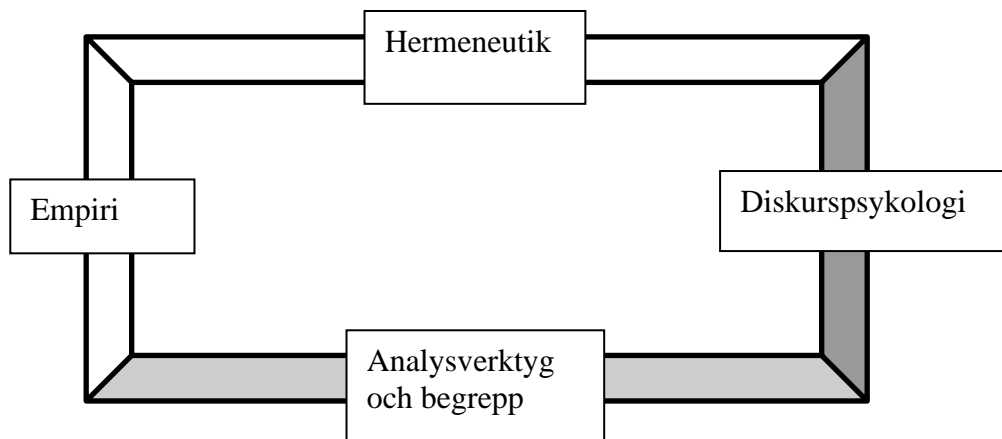 Hermeneutik
Empiri
Diskurspsykologi
Analysverktyg
och begrepp